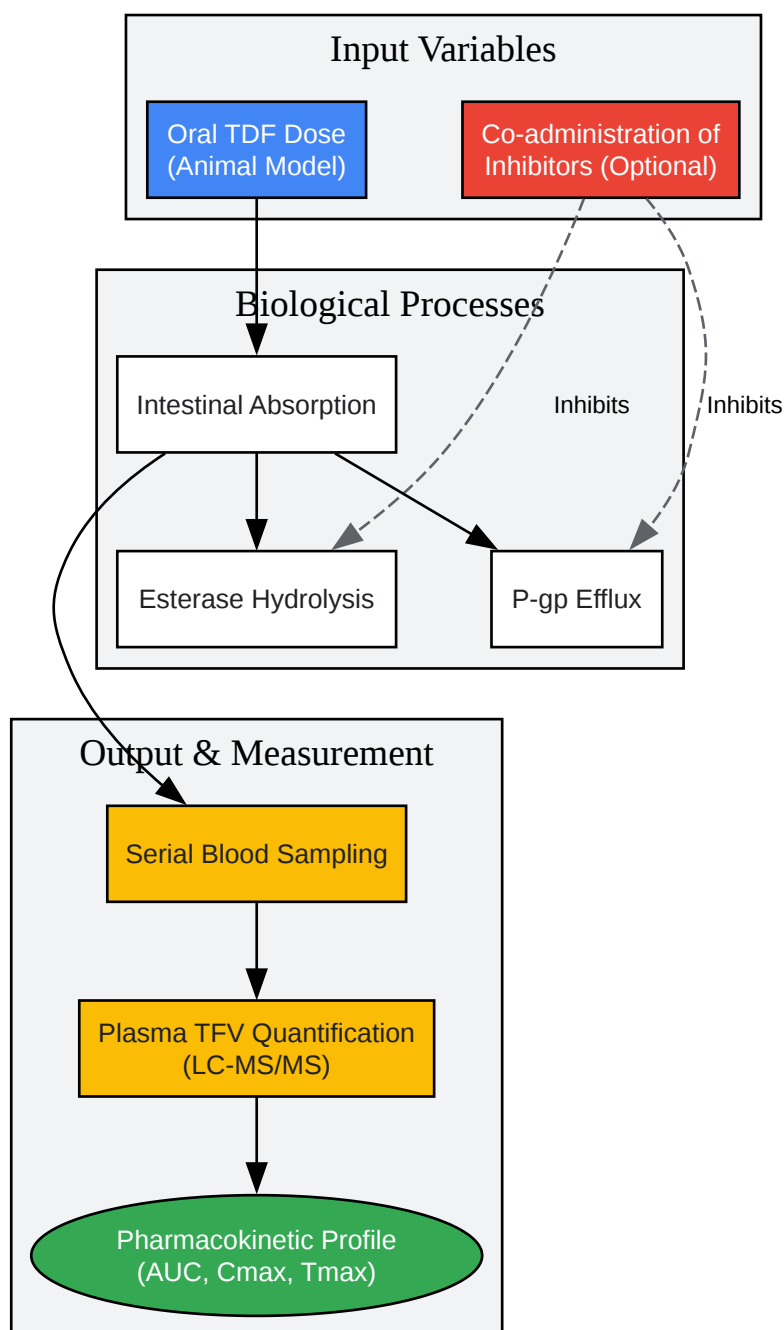 Input Variables
Oral TDF Dose
(Animal Model)
Co-administration of
Inhibitors (Optional)
Biological Processes
Intestinal Absorption
Inhibits
Inhibits
Esterase Hydrolysis
P-gp Efflux
Output & Measurement
Serial Blood Sampling
Plasma TFV Quantification
(LC-MS/MS)
Pharmacokinetic Profile
(AUC, Cmax, Tmax)